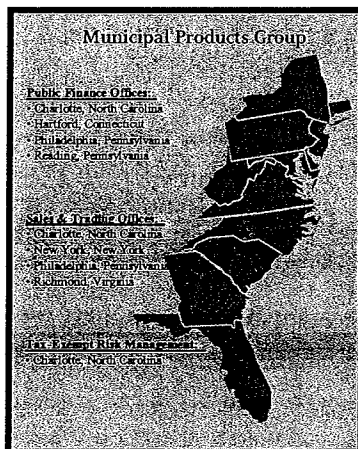 Municipal Products Group
Public Finance Offices:
• Charlotte, North Carolina
• Hartford, Connecticut
• Philadelphia, Pennsylvania
• Reading, Pennsylvania
Sales & Trading Offices:
• Charlotte, North Carolina
• New York, New York
• Philadelphia, Pennsylvania
• Richmond, Virginia
Tax-Exempt Risk Management:
• Charlotte, North Carolina